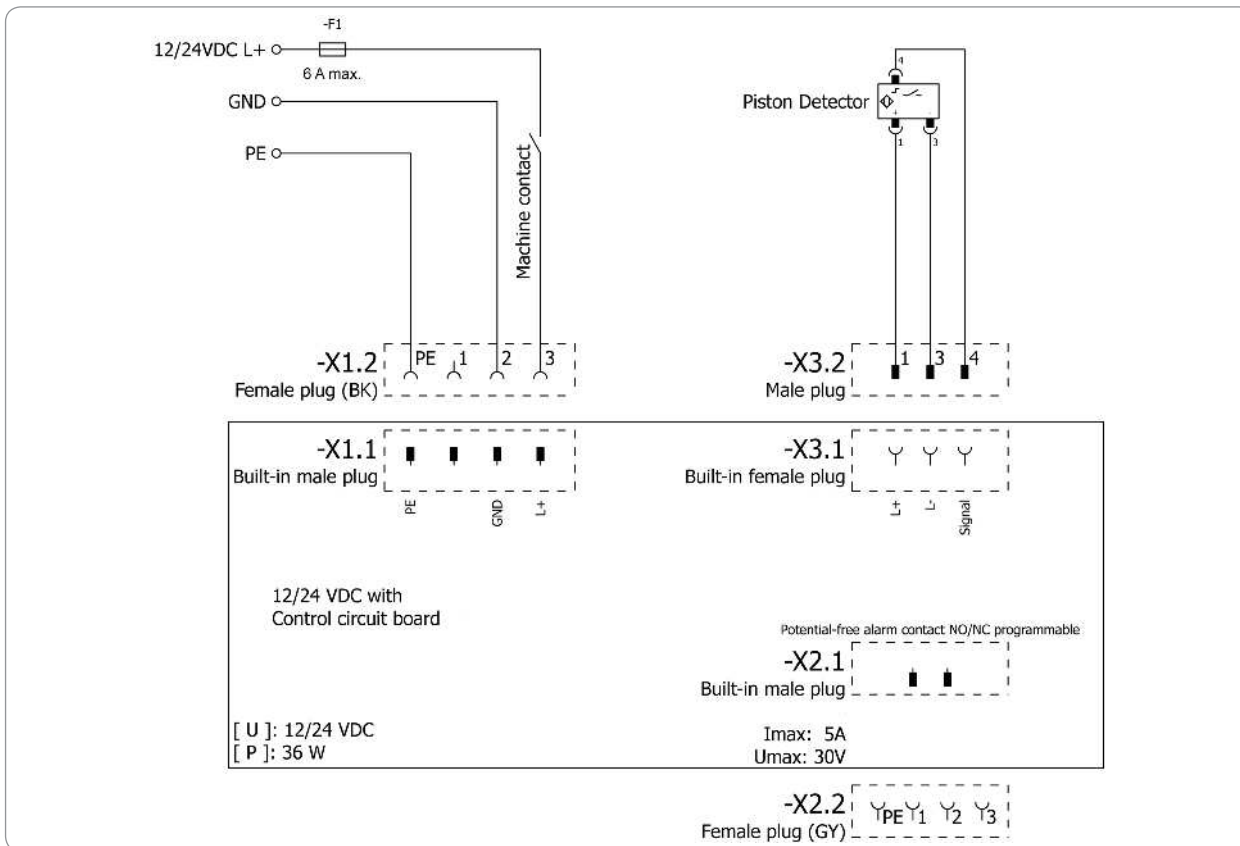 -F1
12/24VDC L+
6 A max.
GND
PE
Machine contact
4
Piston Detector
+
-
1
3
-X1.2
PE 1 2 3
Female plug (BK)
-X3.2
1 3 4
Male plug
-X1.1
Built-in male plug
PE
GND
L+
-X3.1
Built-in female plug
L+
L-
Signal
12/24 VDC with
Control circuit board
Potential-free alarm contact NO/NC programmable
-X2.1
Built-in male plug
[ U ]: 12/24 VDC
[ P ]: 36 W
Imax: 5A
Umax: 30V
-X2.2
PE 1 2 3
Female plug (GY)